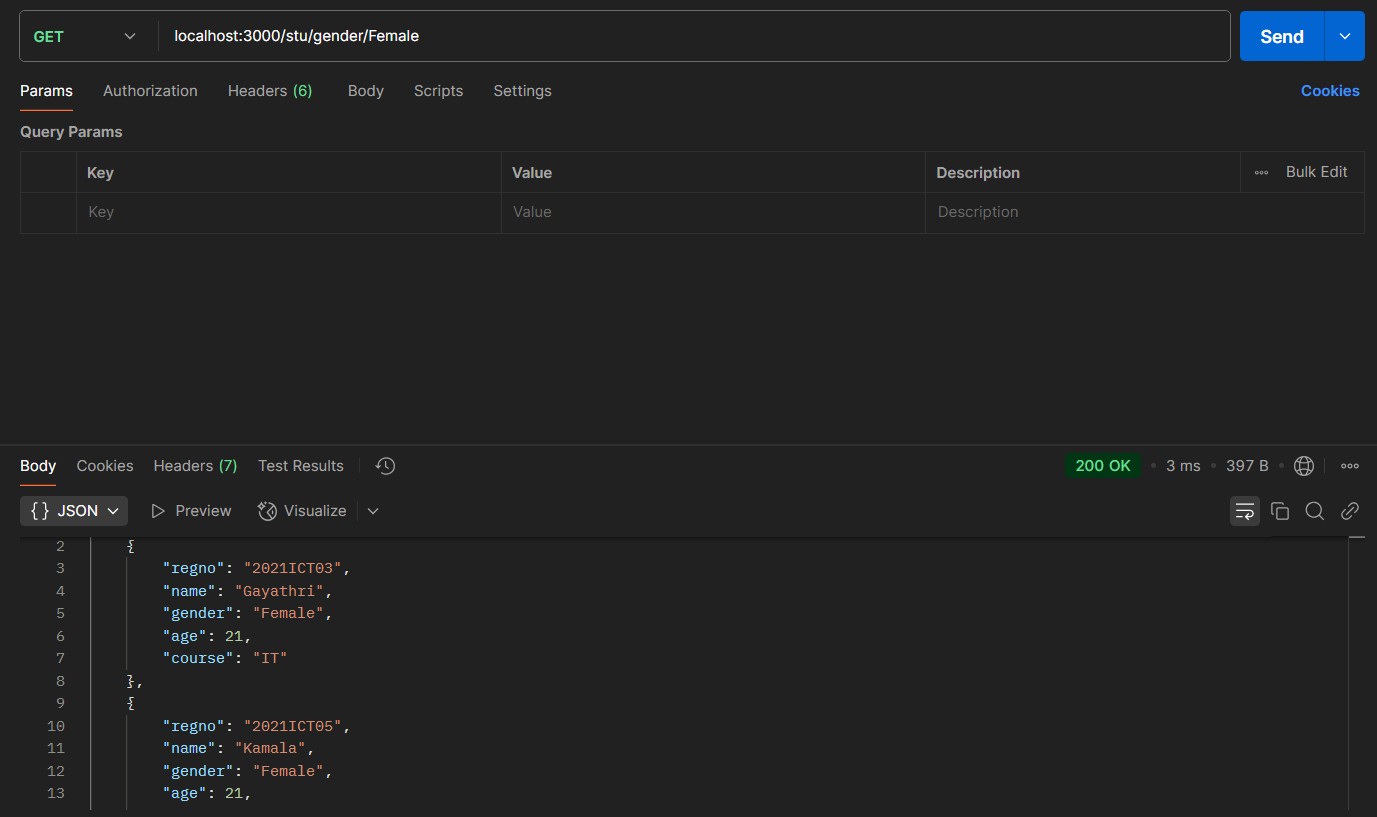 GET localhost:3000/stu/gender/Female Send
Params Authorization Headers (6) Body Scripts Settings Cookies
Query Params
Key Value Description Bulk Edit
Key Value Description
Body Cookies Headers (7) Test Results 200 OK 3 ms 397 B
{} JSON Preview Visualize
2 {
3 "regno": "2021ICT03",
4 "name": "Gayathri",
5 "gender": "Female",
6 "age": 21,
7 "course": "IT"
8 },
9 {
10 "regno": "2021ICT05",
11 "name": "Kamala",
12 "gender": "Female",
13 "age": 21,